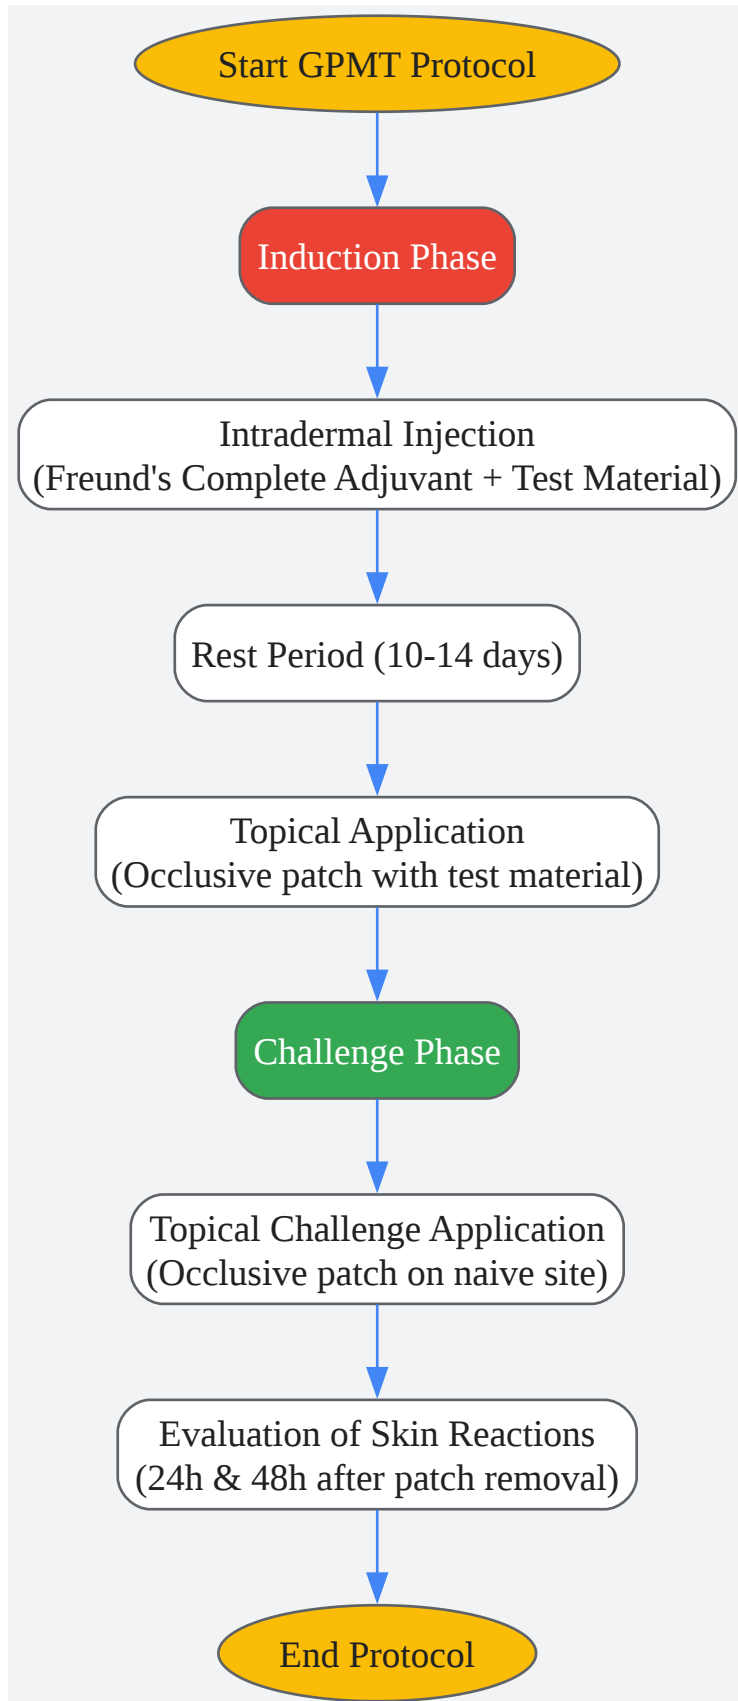 Start GPMT Protocol
Induction Phase
Intradermal Injection
(Freund's Complete Adjuvant + Test Material)
Rest Period (10-14 days)
Topical Application
(Occlusive patch with test material)
Challenge Phase
Topical Challenge Application
(Occlusive patch on naive site)
Evaluation of Skin Reactions
(24h & 48h after patch removal)
End Protocol